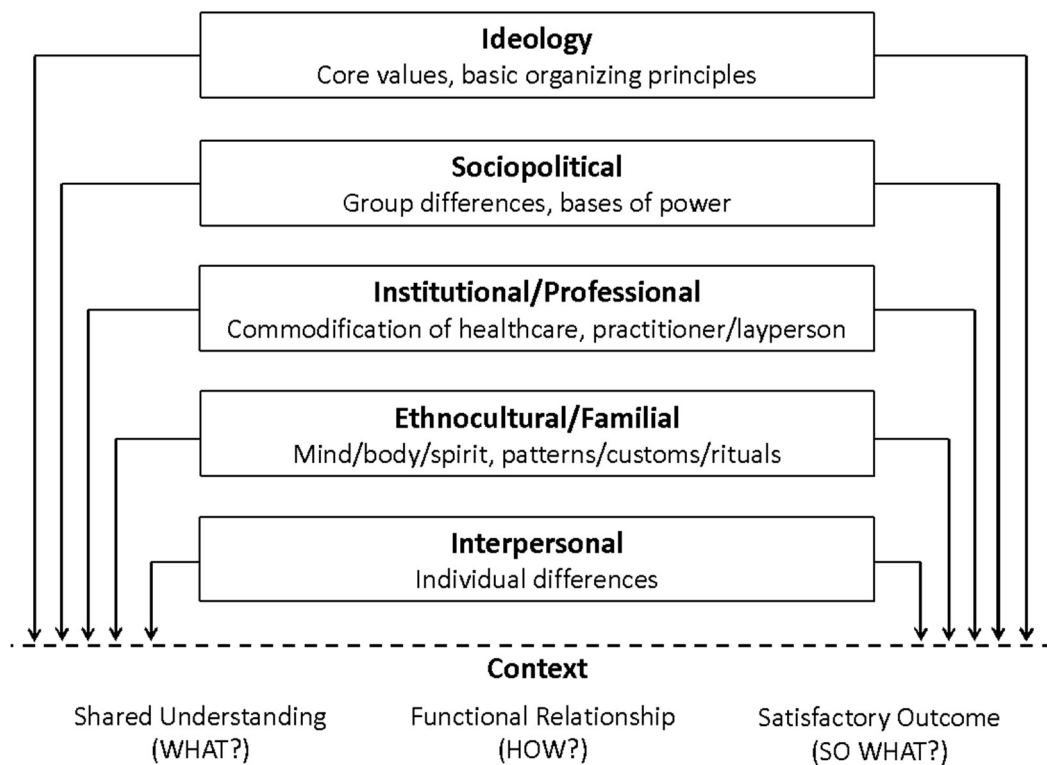 Ideology
Core values, basic organizing principles
Sociopolitical
Group differences, bases of power
Institutional/Professional
Commodification of healthcare, practitioner/layperson
Ethnocultural/Familial
Mind/body/spirit, patterns/customs/rituals
Interpersonal
Individual differences
Context
Shared Understanding
(WHAT?)
Functional Relationship
(HOW?)
Satisfactory Outcome
(SO WHAT?)